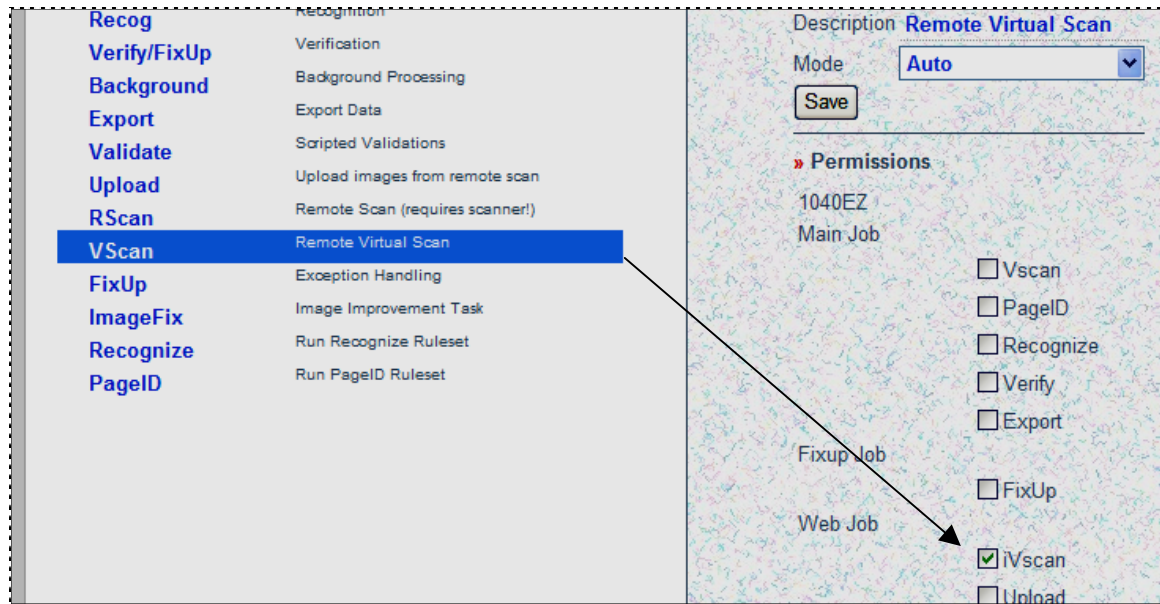 Recog Recognition
Verify/FixUp Verification
Background Background Processing
Export Export Data
Validate Scripted Validations
Upload Upload images from remote scan
RScan Remote Scan (requires scanner!)
VScan Remote Virtual Scan
FixUp Exception Handling
ImageFix Image Improvement Task
Recognize Run Recognize Ruleset
PageID Run PageID Ruleset
Description Remote Virtual Scan
Mode Auto
Save
» Permissions
1040EZ
Main Job
Vscan
PageID
Recognize
Verify
Export
Fixup Job
FixUp
Web Job
iVscan
Upload